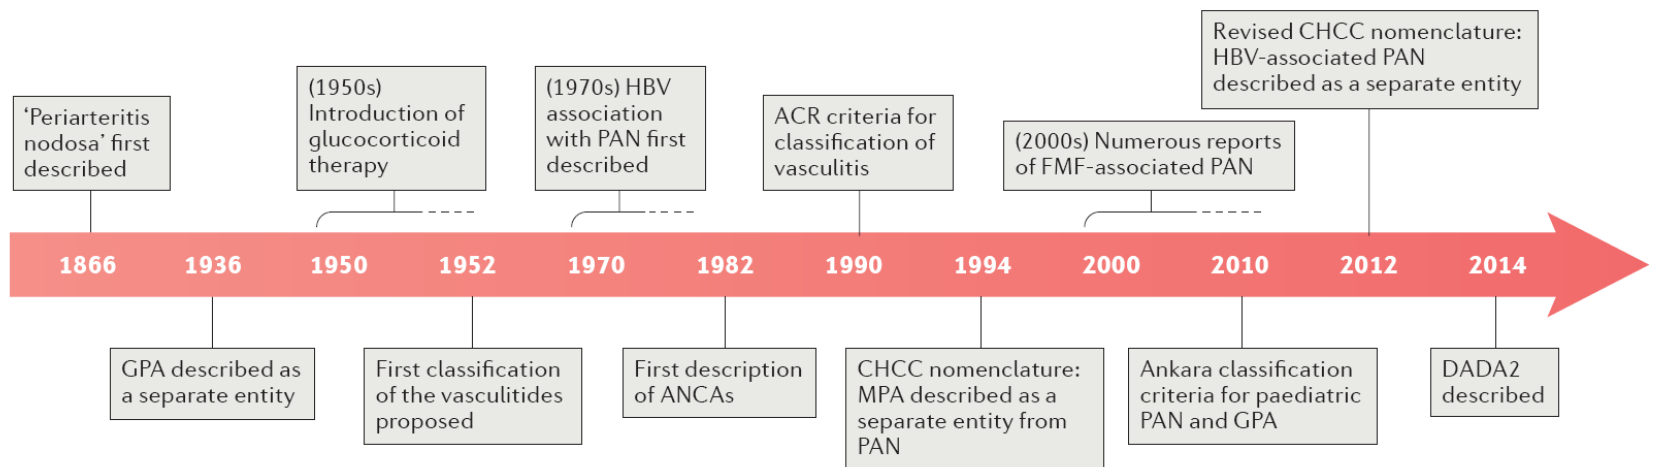 ‘Periarteritis
nodosa’ first
described
(1950s)
Introduction of
glucocorticoid
therapy
(1970s) HBV
association
with PAN first
described
ACR criteria for
classification of
vasculitis
(2000s) Numerous reports
of FMF-associated PAN
Revised CHCC nomenclature:
HBV-associated PAN
described as a separate entity
1866 1936 1950 1952 1970 1982 1990 1994 2000 2010 2012 2014
GPA described as
a separate entity
First classification
of the vasculitides
proposed
First description
of ANCAs
CHCC nomenclature:
MPA described as a
separate entity from
PAN
Ankara classification
criteria for paediatric
PAN and GPA
DADA2
described